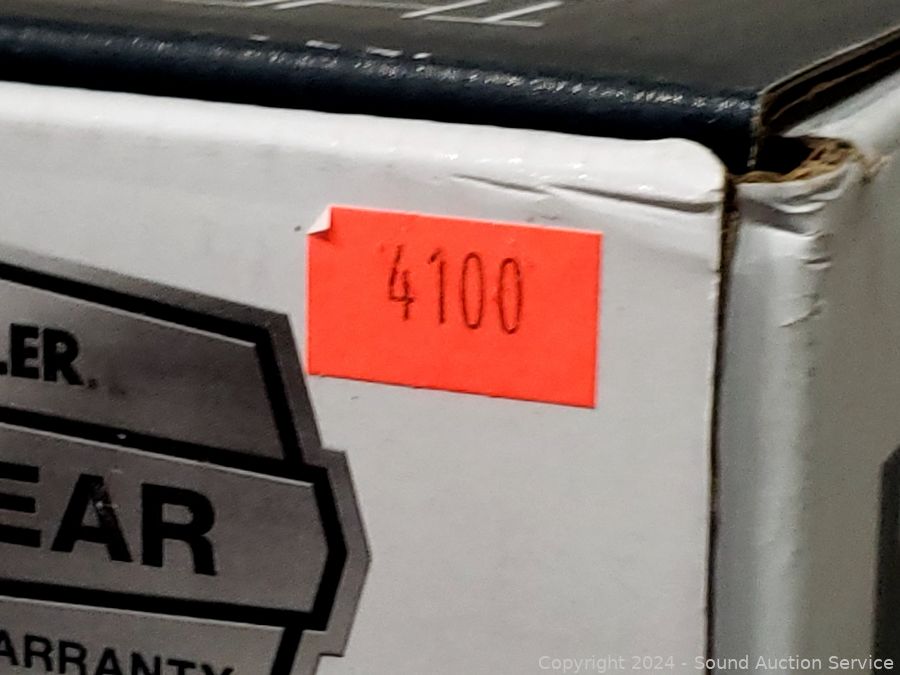 4100
LER.
EAR
ARRANTY
Copyright 2024 - Sound Auction Service